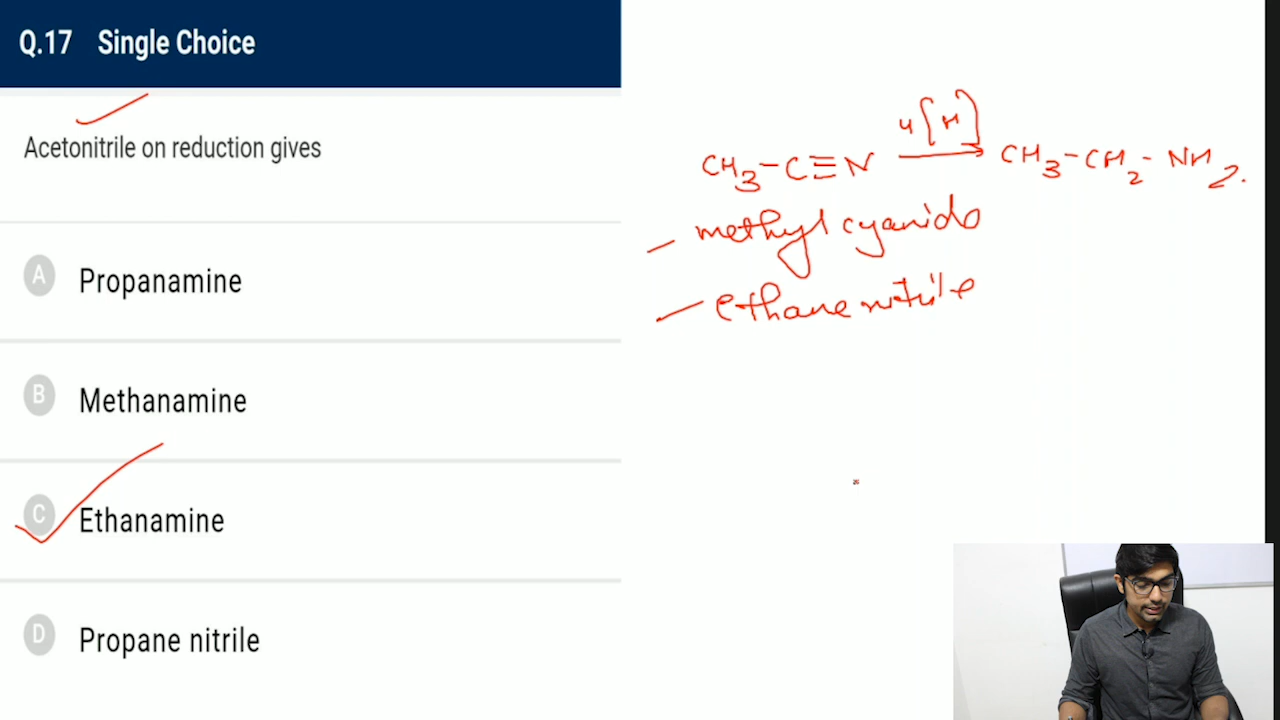 Q.17 Single Choice
Acetonitrile on reduction gives
A Propanamine
B Methanamine
C Ethanamine
D Propane nitrile
4[H]
CH3-C≡N → CH3-CH2-NH2.
- methyl cyanide
- ethane nitrile